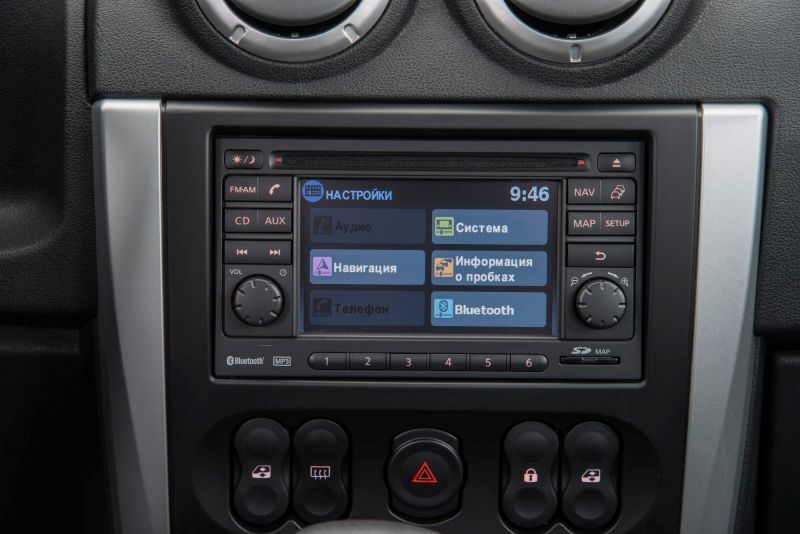 FM·AM
CD AUX
VOL
НАСТРОЙКИ 9:46
Аудио Система
Навигация Информация
о пробках
Телефон Bluetooth
NAV
MAP SETUP
Bluetooth MP3 1 2 3 4 5 6 SD MAP